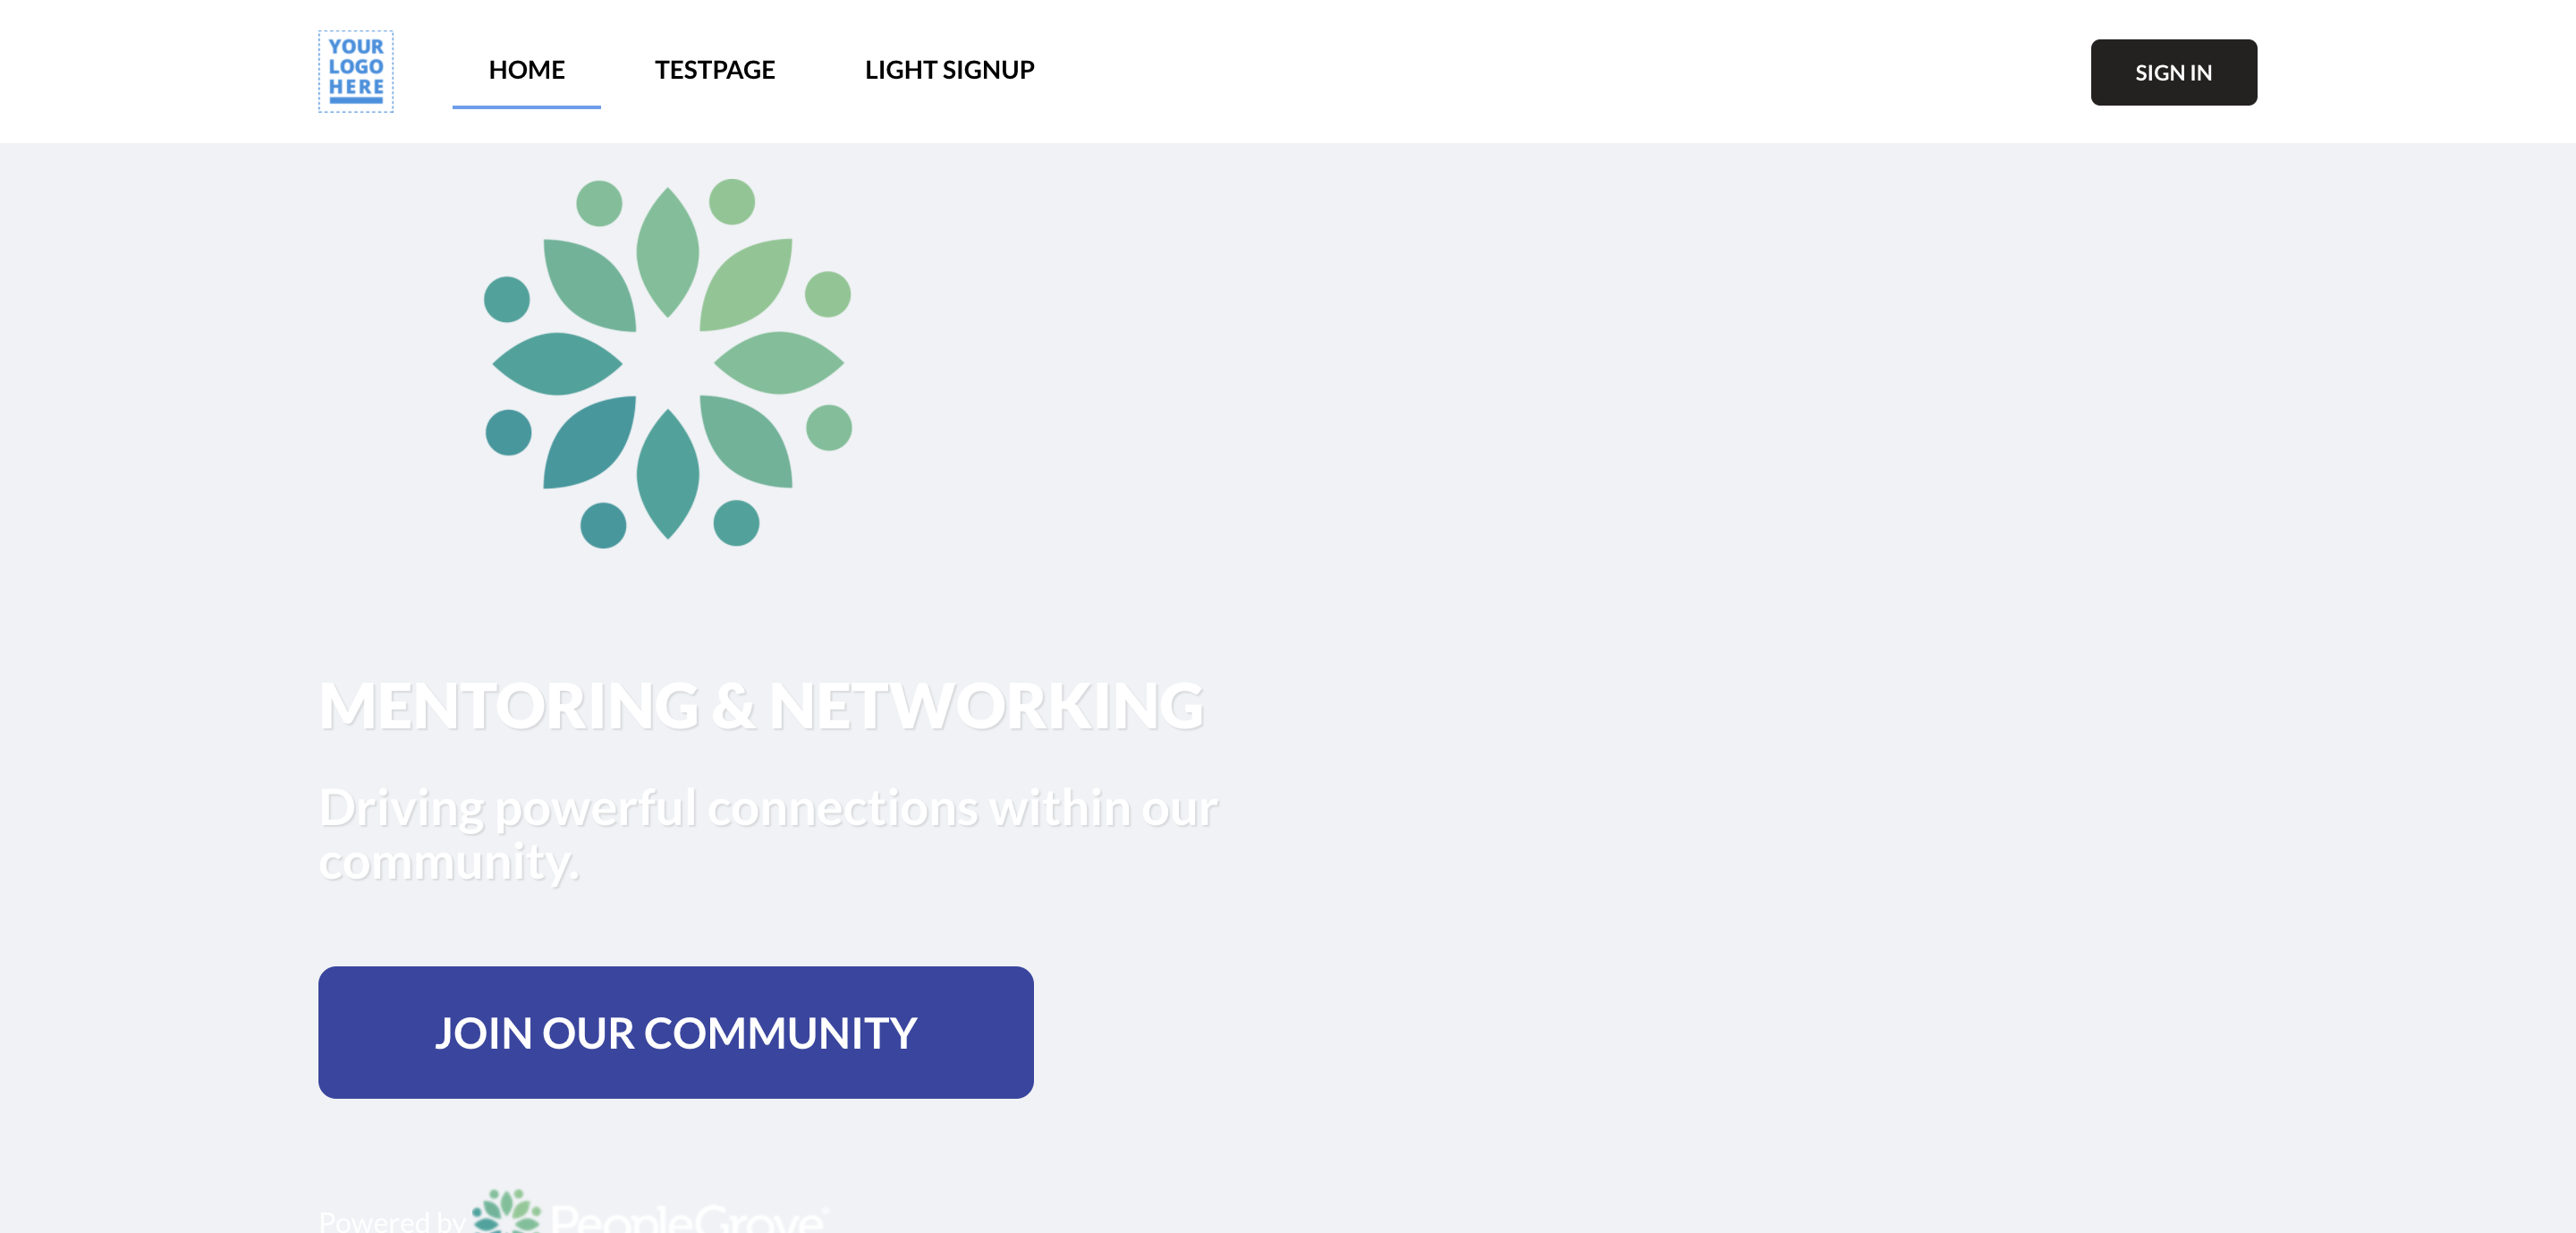 YOUR
LOGO
HERE
HOME
TESTPAGE
LIGHT SIGNUP
SIGN IN
MENTORING & NETWORKING
Driving powerful connections within our
community.
JOIN OUR COMMUNITY
Powered by PeopleGrove